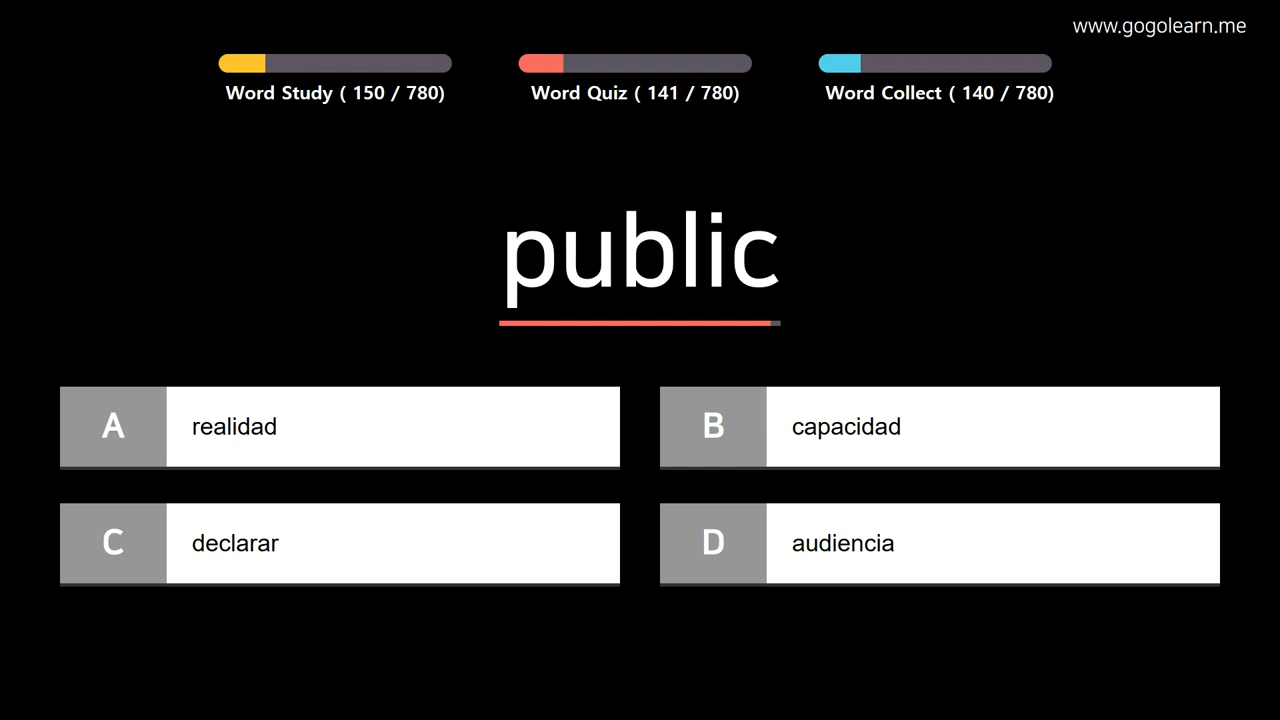 www.gogolearn.me
Word Study ( 150 / 780)
Word Quiz ( 141 / 780)
Word Collect ( 140 / 780)
public
A realidad
B capacidad
C declarar
D audiencia